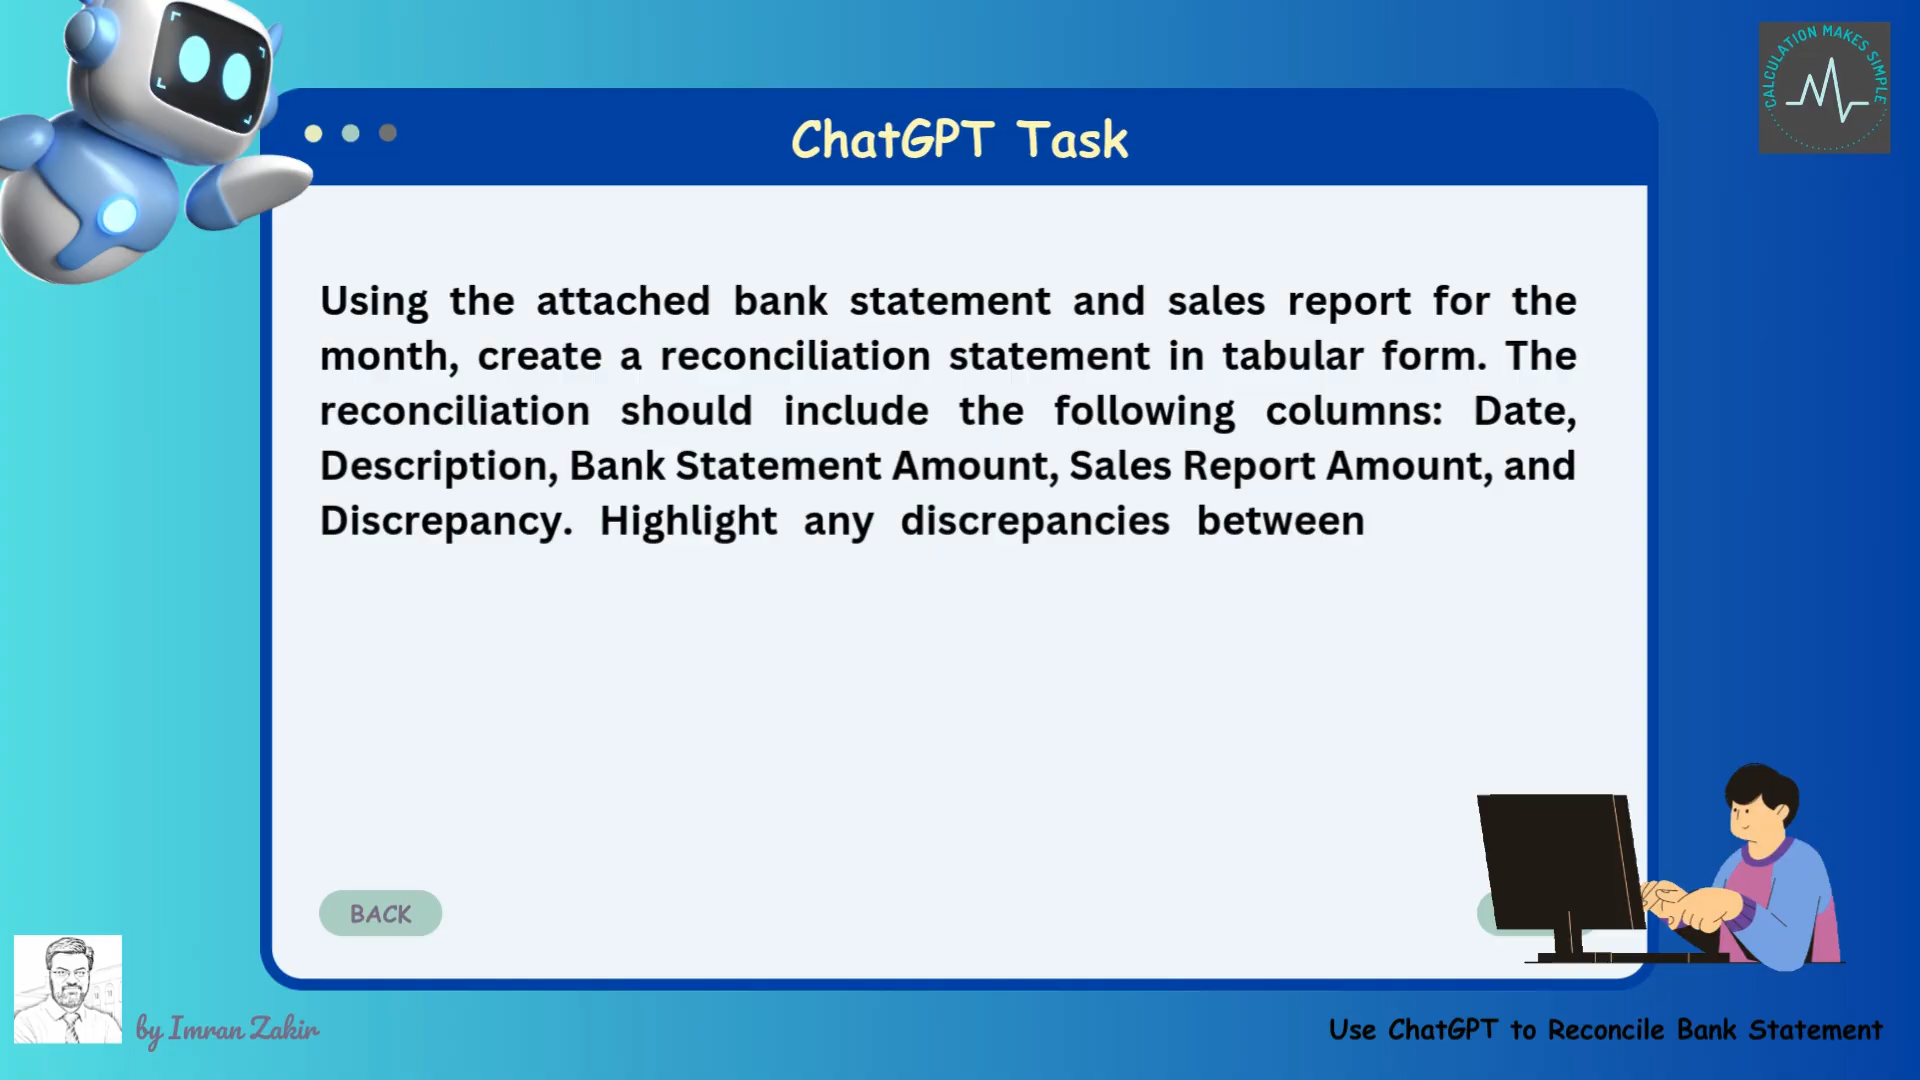 CALCULATION MAKES SIMPLE
ChatGPT Task
Using the attached bank statement and sales report for the
month, create a reconciliation statement in tabular form. The
reconciliation should include the following columns: Date,
Description, Bank Statement Amount, Sales Report Amount, and
Discrepancy. Highlight any discrepancies between
BACK
by Imran Zakir
Use ChatGPT to Reconcile Bank Statement